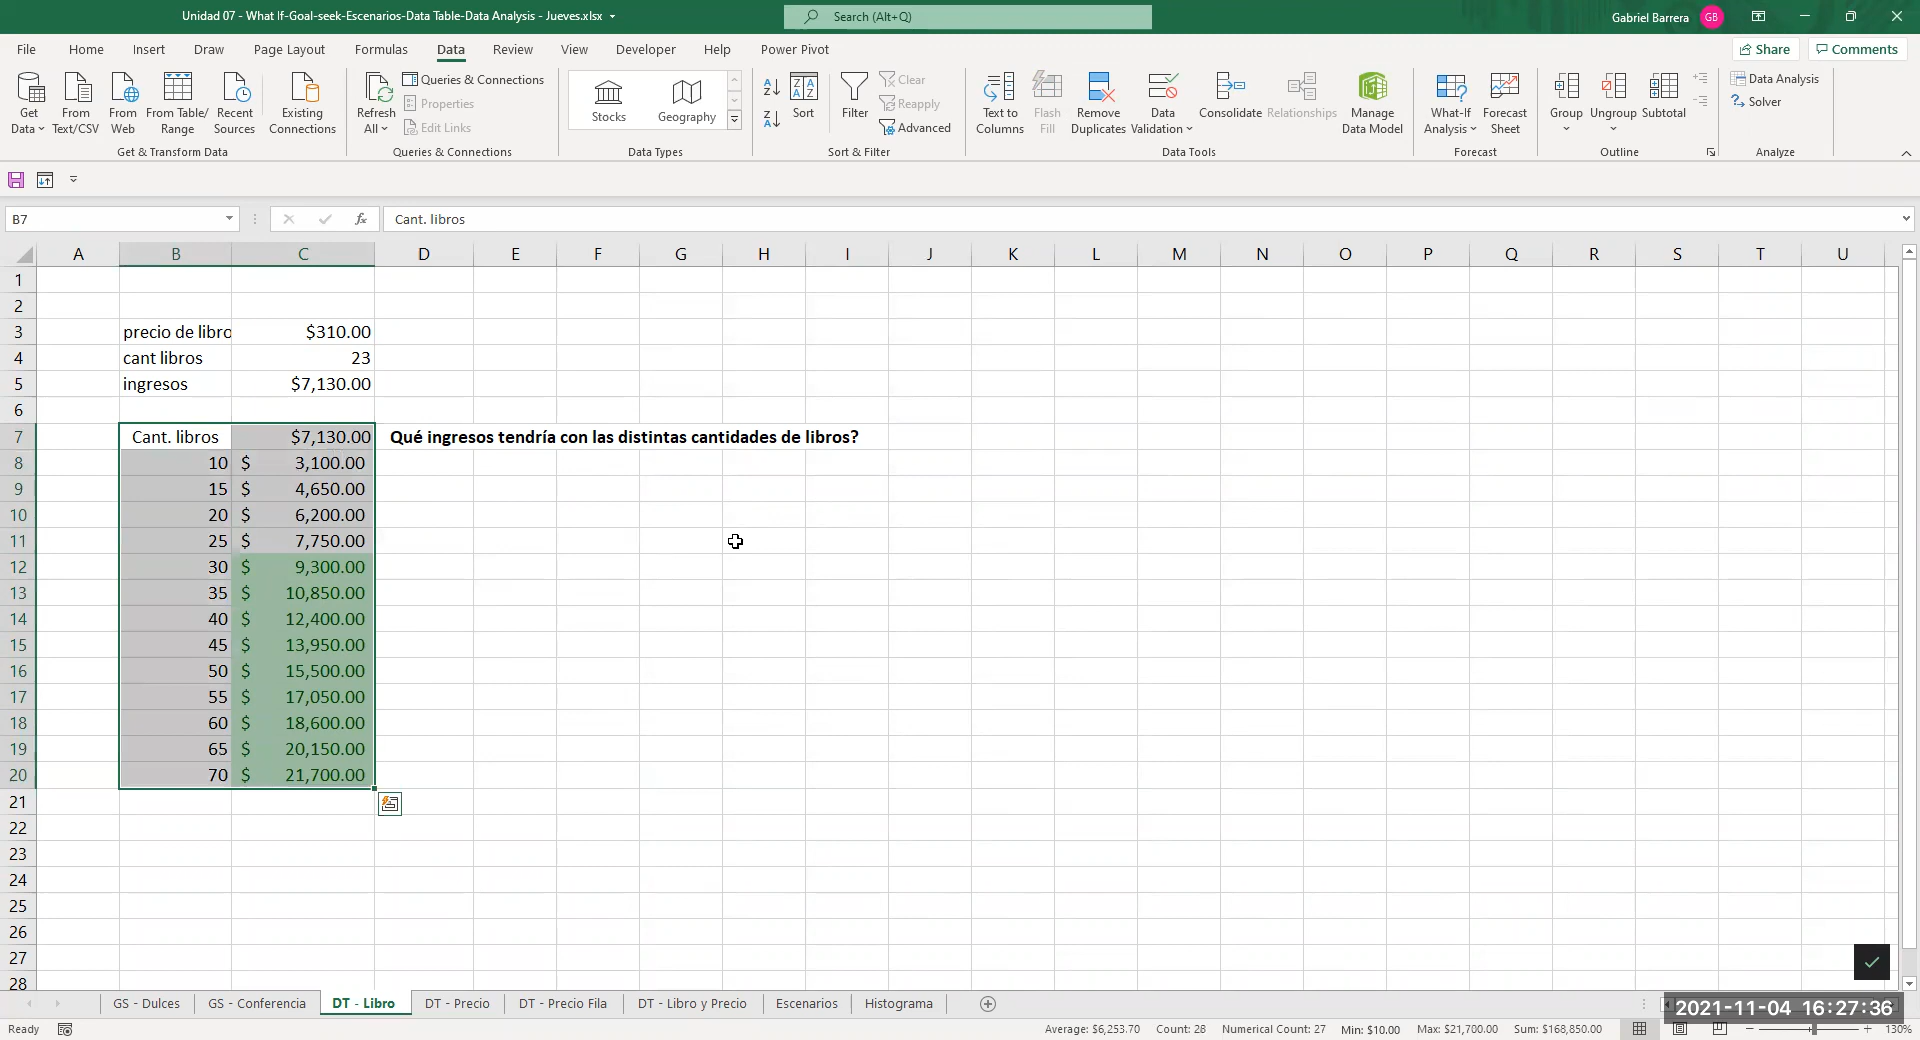 Unidad 07 - What If-Goal-seek-Escenarios-Data Table-Data Analysis - Jueves.xlsx
Search (Alt+Q)
Gabriel Barrera GB
File Home Insert Draw Page Layout Formulas Data Review View Developer Help Power Pivot Share Comments
Get Data From Text/CSV From Web From Table/ Range Recent Sources Existing Connections
Get & Transform Data
Refresh All Queries & Connections Properties Edit Links
Queries & Connections
Stocks Geography
Data Types
Sort Filter Clear Reapply Advanced
Sort & Filter
Text to Columns Flash Fill Remove Duplicates Data Validation Consolidate Relationships Manage Data Model
Data Tools
What-If Analysis Forecast Sheet
Forecast
Group Ungroup Subtotal
Outline
Data Analysis Solver
Analyze
B7 fx Cant. libros
A B C D E F G H I J K L M N O P Q R S T U
1
2
3 precio de libro $310.00
4 cant libros 23
5 ingresos $7,130.00
6
7 Cant. libros $7,130.00 Qué ingresos tendría con las distintas cantidades de libros?
8 10 $ 3,100.00
9 15 $ 4,650.00
10 20 $ 6,200.00
11 25 $ 7,750.00
12 30 $ 9,300.00
13 35 $ 10,850.00
14 40 $ 12,400.00
15 45 $ 13,950.00
16 50 $ 15,500.00
17 55 $ 17,050.00
18 60 $ 18,600.00
19 65 $ 20,150.00
20 70 $ 21,700.00
21
22
23
24
25
26
27
28
GS - Dulces GS - Conferencia DT - Libro DT - Precio DT - Precio Fila DT - Libro y Precio Escenarios Histograma
2021-11-04 16:27:36
Ready Average: $6,253.70 Count: 28 Numerical Count: 27 Min: $10.00 Max: $21,700.00 Sum: $168,850.00 130%